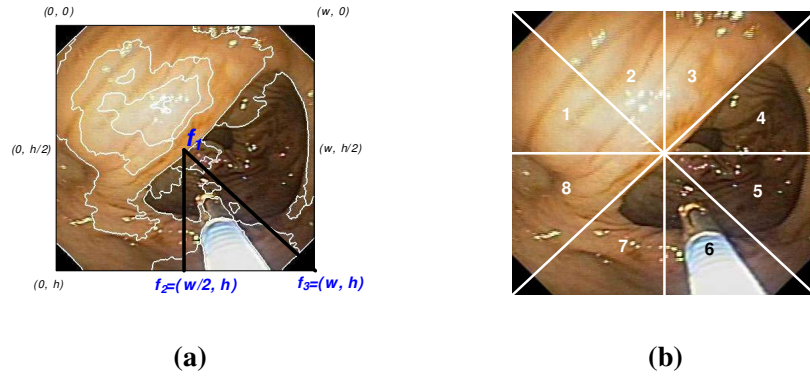 (0, 0)
(w, 0)
(0, h/2)
f1
(w, h/2)
(0, h)
f2=(w/2, h)
f3=(w, h)
(a)
2
3
1
4
8
5
7
6
(b)